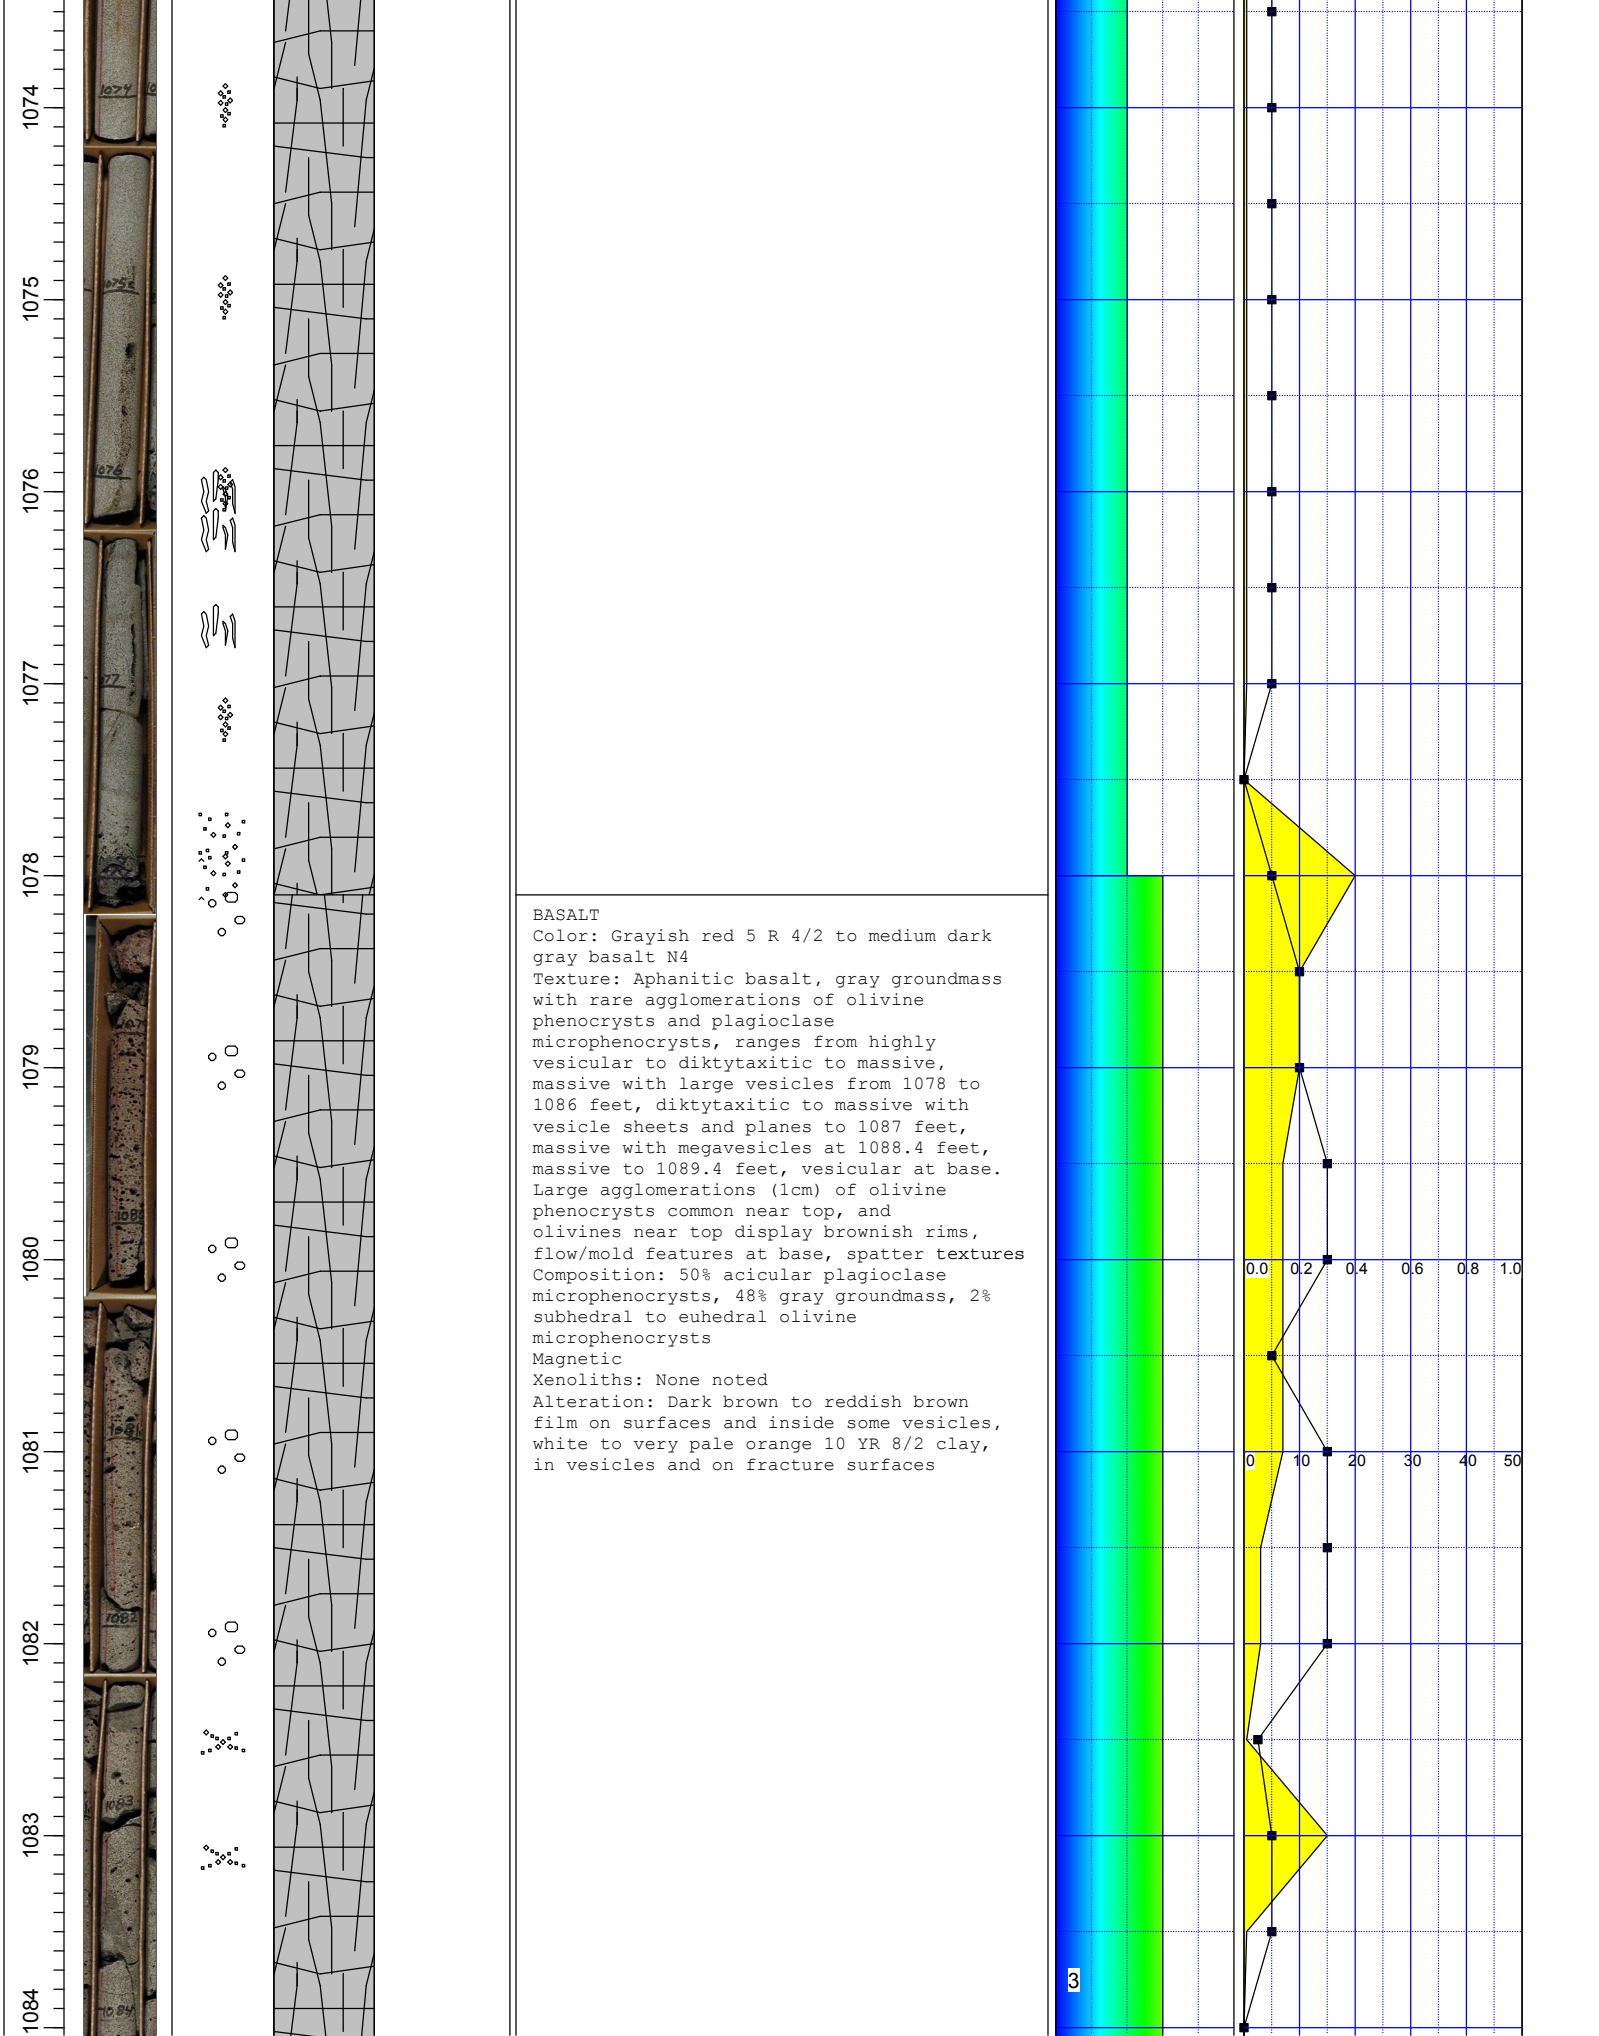 1074
1075
1076
1077
1078
1079
1080
1081
1082
1083
1084
1074
1075
1076
77
1081
1082
1083
1084
BASALT
Color: Grayish red 5 R 4/2 to medium dark
gray basalt N4
Texture: Aphanitic basalt, gray groundmass
with rare agglomerations of olivine
phenocrysts and plagioclase
microphenocrysts, ranges from highly
vesicular to diktytaxitic to massive,
massive with large vesicles from 1078 to
1086 feet, diktytaxitic to massive with
vesicle sheets and planes to 1087 feet,
massive with megavesicles at 1088.4 feet,
massive to 1089.4 feet, vesicular at base.
Large agglomerations (1cm) of olivine
phenocrysts common near top, and
olivines near top display brownish rims,
flow/mold features at base, spatter textures
Composition: 50% acicular plagioclase
microphenocrysts, 48% gray groundmass, 2%
subhedral to euhedral olivine
microphenocrysts
Magnetic
Xenoliths: None noted
Alteration: Dark brown to reddish brown
film on surfaces and inside some vesicles,
white to very pale orange 10 YR 8/2 clay,
in vesicles and on fracture surfaces
3
0.0 0.2 0.4 0.6 0.8 1.0
0 10 20 30 40 50